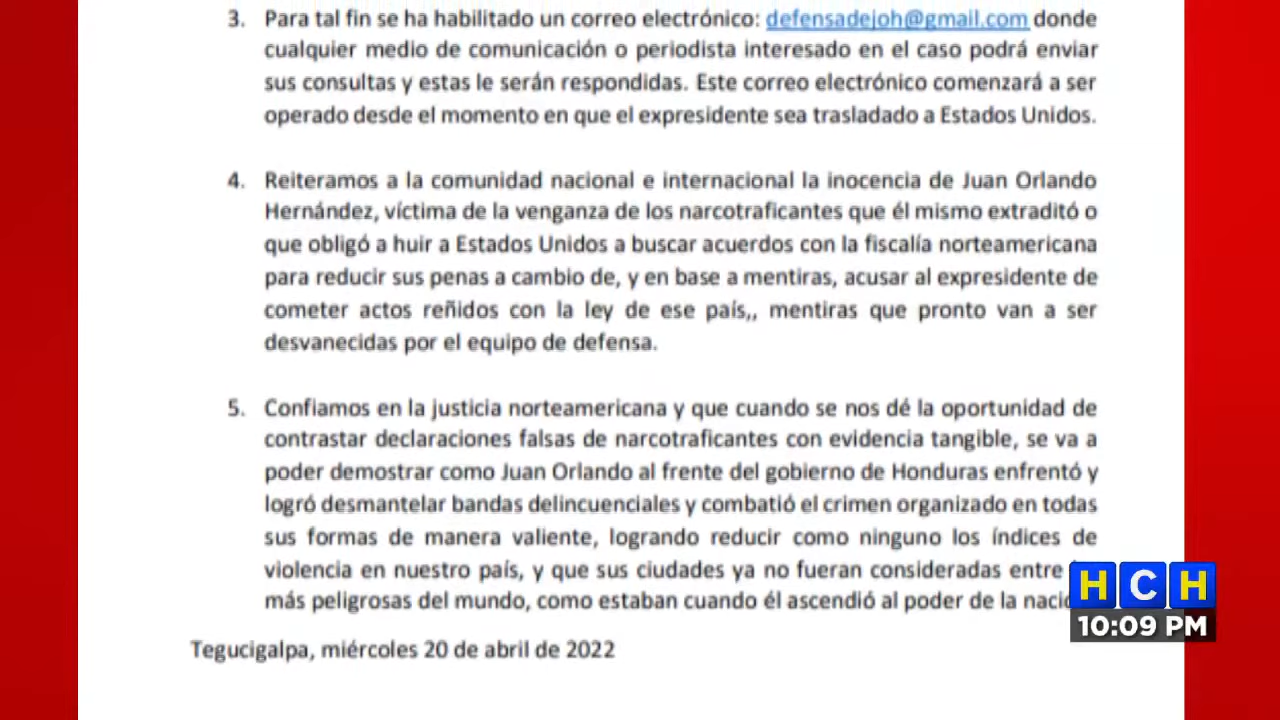 3. Para tal fin se ha habilitado un correo electrónico: defensadejoh@gmail.com donde
cualquier medio de comunicación o periodista interesado en el caso podrá enviar
sus consultas y estas le serán respondidas. Este correo electrónico comenzará a ser
operado desde el momento en que el expresidente sea trasladado a Estados Unidos.
4. Reiteramos a la comunidad nacional e internacional la inocencia de Juan Orlando
Hernández, víctima de la venganza de los narcotraficantes que él mismo extraditó o
que obligó a huir a Estados Unidos a buscar acuerdos con la fiscalía norteamericana
para reducir sus penas a cambio de, y en base a mentiras, acusar al expresidente de
cometer actos reñidos con la ley de ese país,, mentiras que pronto van a ser
desvanecidas por el equipo de defensa.
5. Confiamos en la justicia norteamericana y que cuando se nos dé la oportunidad de
contrastar declaraciones falsas de narcotraficantes con evidencia tangible, se va a
poder demostrar como Juan Orlando al frente del gobierno de Honduras enfrentó y
logró desmantelar bandas delincuenciales y combatió el crimen organizado en todas
sus formas de manera valiente, logrando reducir como ninguno los índices de
violencia en nuestro país, y que sus ciudades ya no fueran consideradas entre
más peligrosas del mundo, como estaban cuando él ascendió al poder de la
Tegucigalpa, miércoles 20 de abril de 2022
HCH
10:09 PM